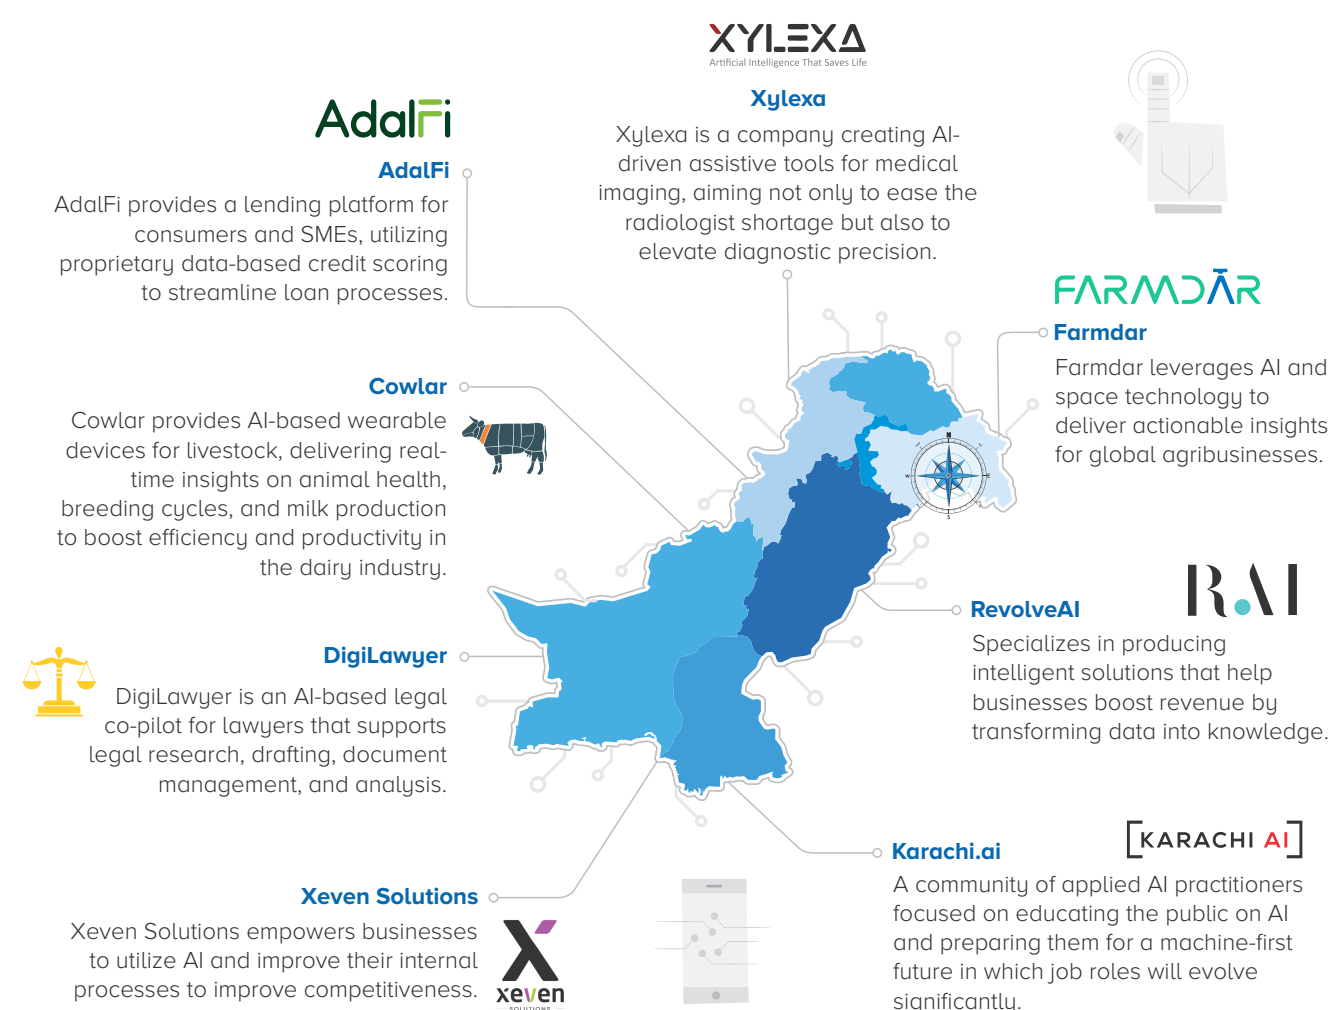 XYLEXA
Artificial Intelligence That Saves Life
Xylexa
Xylexa is a company creating AI-
driven assistive tools for medical
imaging, aiming not only to ease the
radiologist shortage but also to
elevate diagnostic precision.
AdalFi
AdalFi
AdalFi provides a lending platform for
consumers and SMEs, utilizing
proprietary data-based credit scoring
to streamline loan processes.
FARMDAR
Farmdar
Farmdar leverages AI and
space technology to
deliver actionable insights
for global agribusinesses.
Cowlar
Cowlar provides AI-based wearable
devices for livestock, delivering real-
time insights on animal health,
breeding cycles, and milk production
to boost efficiency and productivity in
the dairy industry.
N
W
S
R.AI
RevolveAI
Specializes in producing
intelligent solutions that help
businesses boost revenue by
transforming data into knowledge.
DigiLawyer
DigiLawyer is an AI-based legal
co-pilot for lawyers that supports
legal research, drafting, document
management, and analysis.
[KARACHI AI]
Karachi.ai
A community of applied AI practitioners
focused on educating the public on AI
and preparing them for a machine-first
future in which job roles will evolve
significantly.
Xeven Solutions
Xeven Solutions empowers businesses
to utilize AI and improve their internal
processes to improve competitiveness.
X
xeven
SOLUTIONS